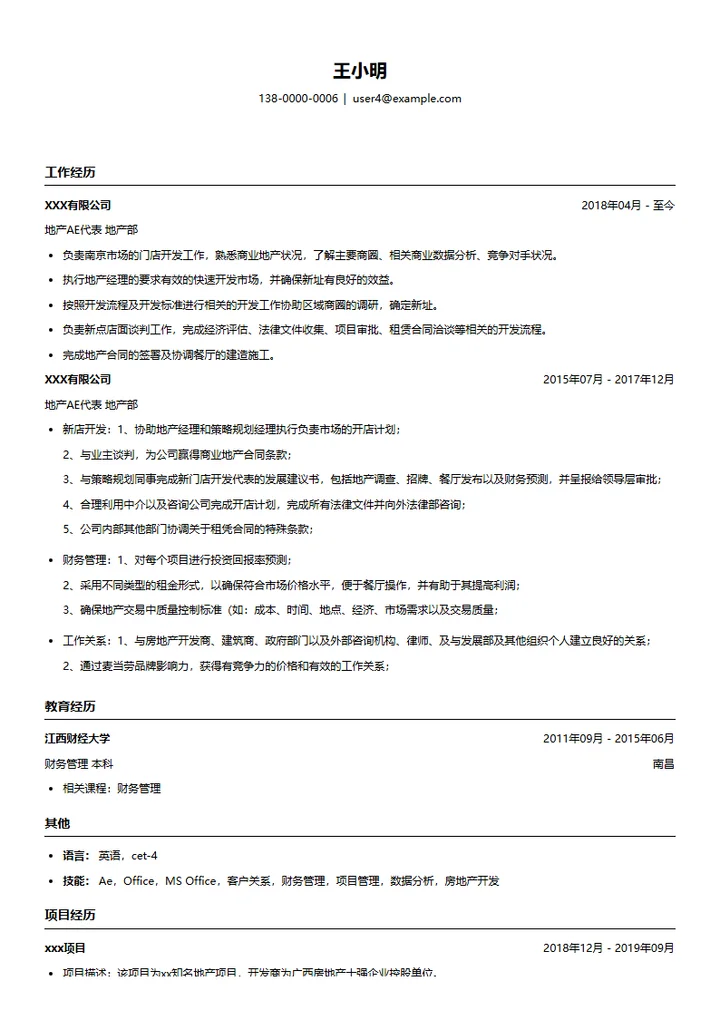 王小明
138-0000-0006 | user4@example.com
工作经历
XXX有限公司 2018年04月 - 至今
地产AE代表 地产部
• 负责南京市场的门店开发工作，熟悉商业地产状况，了解主要商圈、相关商业数据分析、竞争对手状况。
• 执行地产经理的要求有效的快速开发市场，并确保新址有良好的效益。
• 按照开发流程及开发标准进行相关的开发工作协助区域商圈的调研，确定新址。
• 负责新点店面谈判工作，完成经济评估、法律文件收集、项目审批、租赁合同洽谈等相关的开发流程。
• 完成地产合同的签署及协调餐厅的建造施工。
XXX有限公司 2015年07月 - 2017年12月
地产AE代表 地产部
• 新店开发：1、协助地产经理和策略规划经理执行负责市场的开店计划；
2、与业主谈判，为公司赢得商业地产合同条款；
3、与策略规划同事完成新门店开发代表的发展建议书，包括地产调查、招牌、餐厅发布以及财务预测，并呈报给领导层审批；
4、合理利用中介以及咨询公司完成开店计划，完成所有法律文件并向外法律部咨询；
5、公司内部其他部门协调关于租赁合同的特殊条款；
• 财务管理：1、对每个项目进行投资回报率预测；
2、采用不同类型的租金形式，以确保符合市场价格水平，便于餐厅操作，并有助于其提高利润；
3、确保地产交易中质量控制标准（如：成本、时间、地点、经济、市场需求以及交易质量；
• 工作关系：1、与房地产开发商、建筑商、政府部门以及外部咨询机构、律师、及与发展部及其他组织个人建立良好的关系；
2、通过麦当劳品牌影响力，获得有竞争力的价格和有效的工作关系；
教育经历
江西财经大学 2011年09月 - 2015年06月
财务管理 本科 南昌
• 相关课程：财务管理
其他
• 语言： 英语，cet-4
• 技能： Ae，Office，MS Office，客户关系，财务管理，项目管理，数据分析，房地产开发
项目经历
xxx项目 2018年12月 - 2019年09月
• 项目描述：该项目为xx知名地产项目，开发商为广西房地产十强企业控股单位。